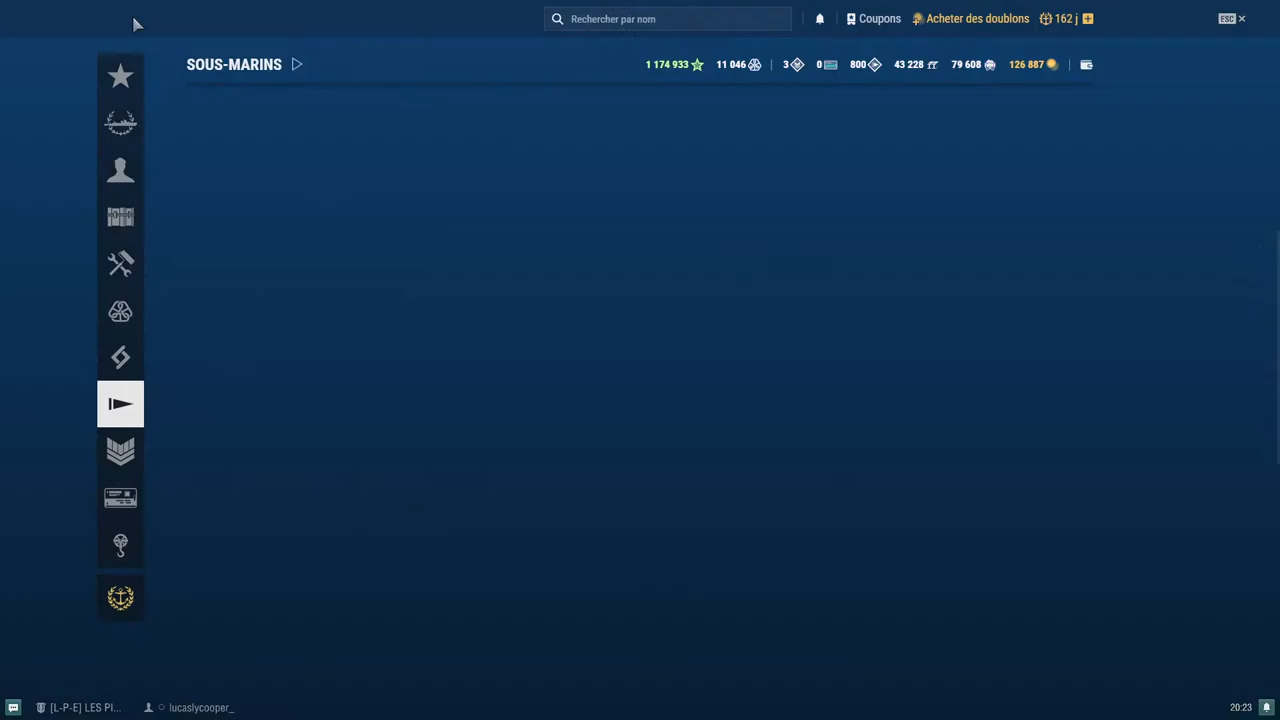 Rechercher par nom
Coupons
Acheter des doublons
162 j
ESC
SOUS-MARINS
1 174 933
11 046
3
0
800
43 228
79 608
126 887
[L-P-E] LES PI...
lucaslycooper_
20:23